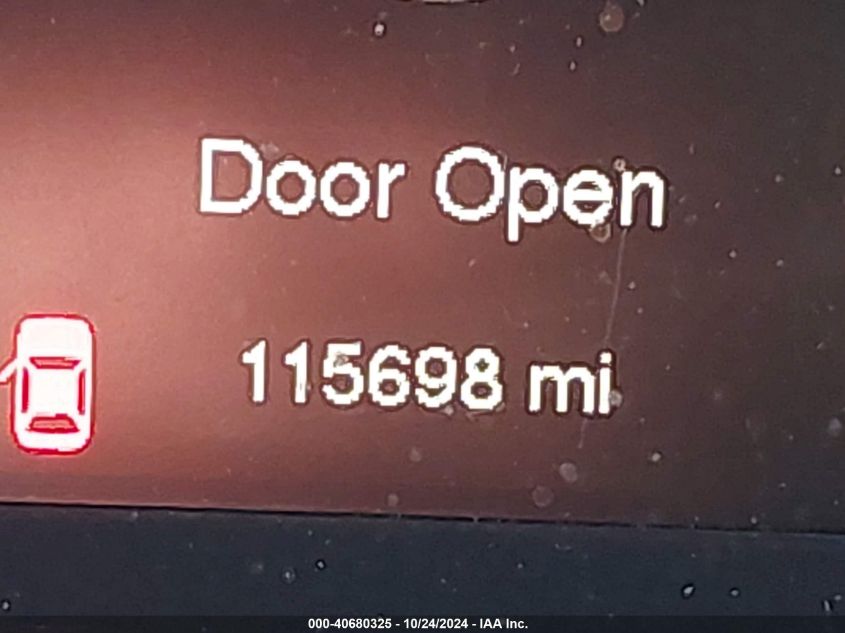 Door Open
115698 mi
000-40680325 - 10/24/2024 - IAA Inc.